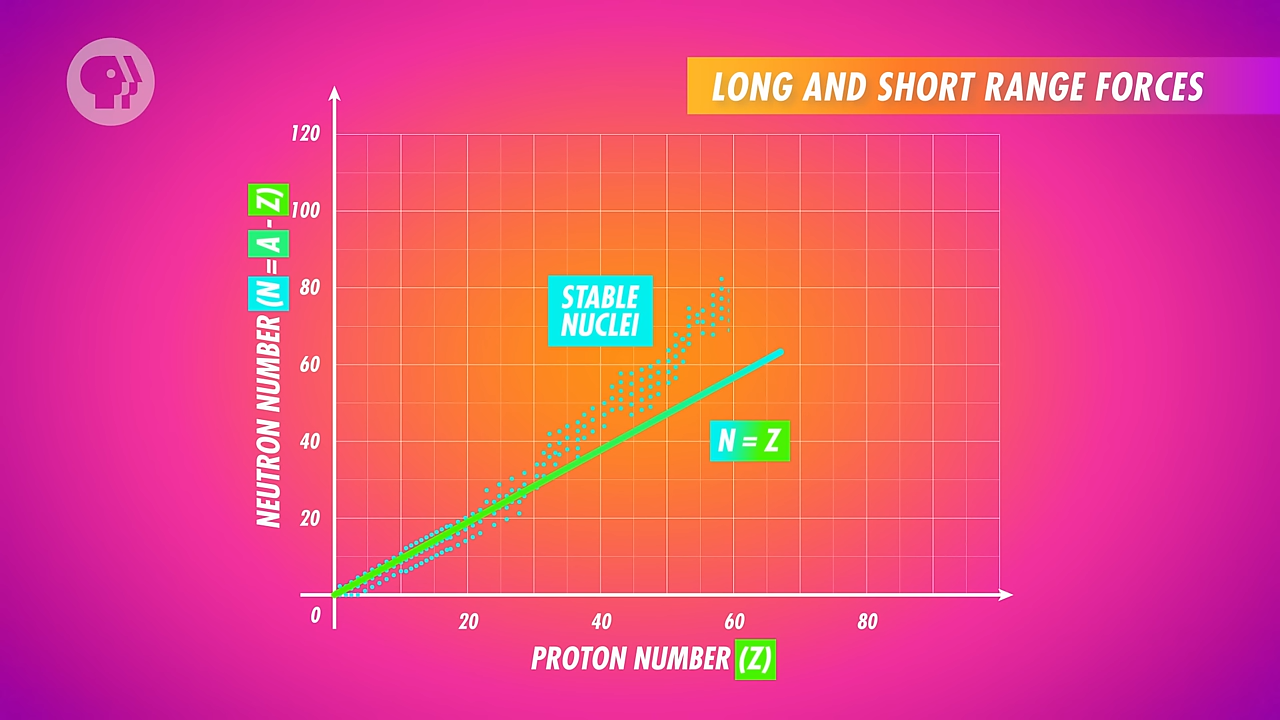 LONG AND SHORT RANGE FORCES
120
100
80
60
40
20
0
NEUTRON NUMBER (N = A - Z)
STABLE
NUCLEI
N = Z
20
40
60
80
PROTON NUMBER (Z)